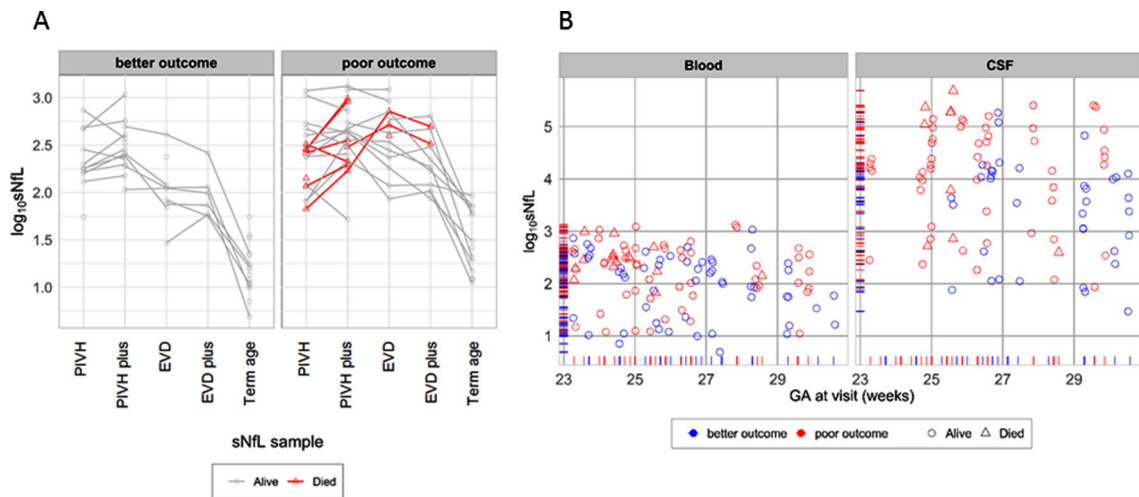 A
better outcome
poor outcome
log10sNfL
3.0
2.5
2.0
1.5
1.0
PIVH
PIVH plus
EVD
EVD plus
Term age
PIVH
PIVH plus
EVD
EVD plus
Term age
sNfL sample
Alive
Died
B
Blood
CSF
log10sNfL
5
4
3
2
1
23
25
27
29
23
25
27
29
GA at visit (weeks)
better outcome
poor outcome
Alive
Died